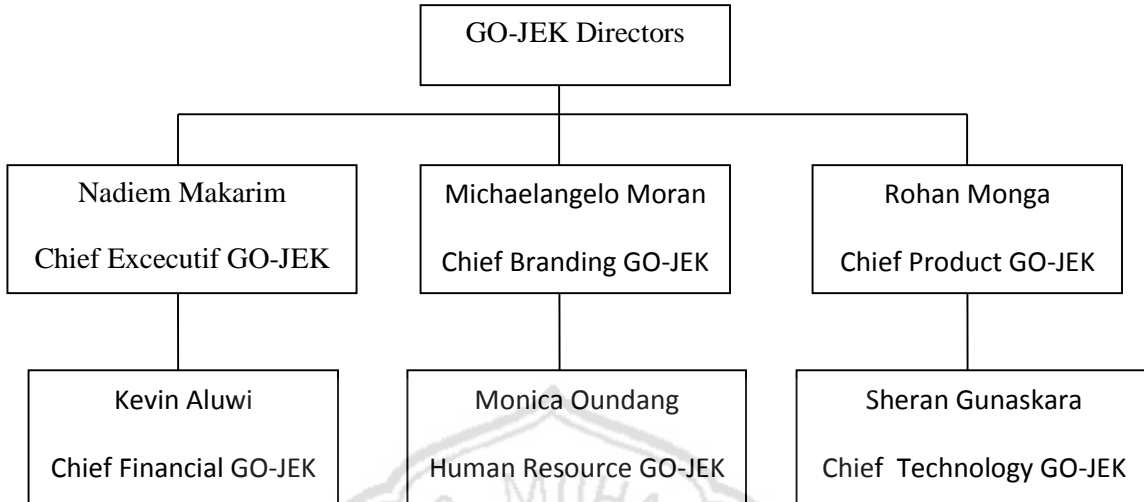 GO-JEK Directors
Nadiem Makarim
Chief Excecutif GO-JEK
Michaelangelo Moran
Chief Branding GO-JEK
Rohan Monga
Chief Product GO-JEK
Kevin Aluwi
Chief Financial GO-JEK
Monica Oundang
Human Resource GO-JEK
Sheran Gunaskara
Chief Technology GO-JEK